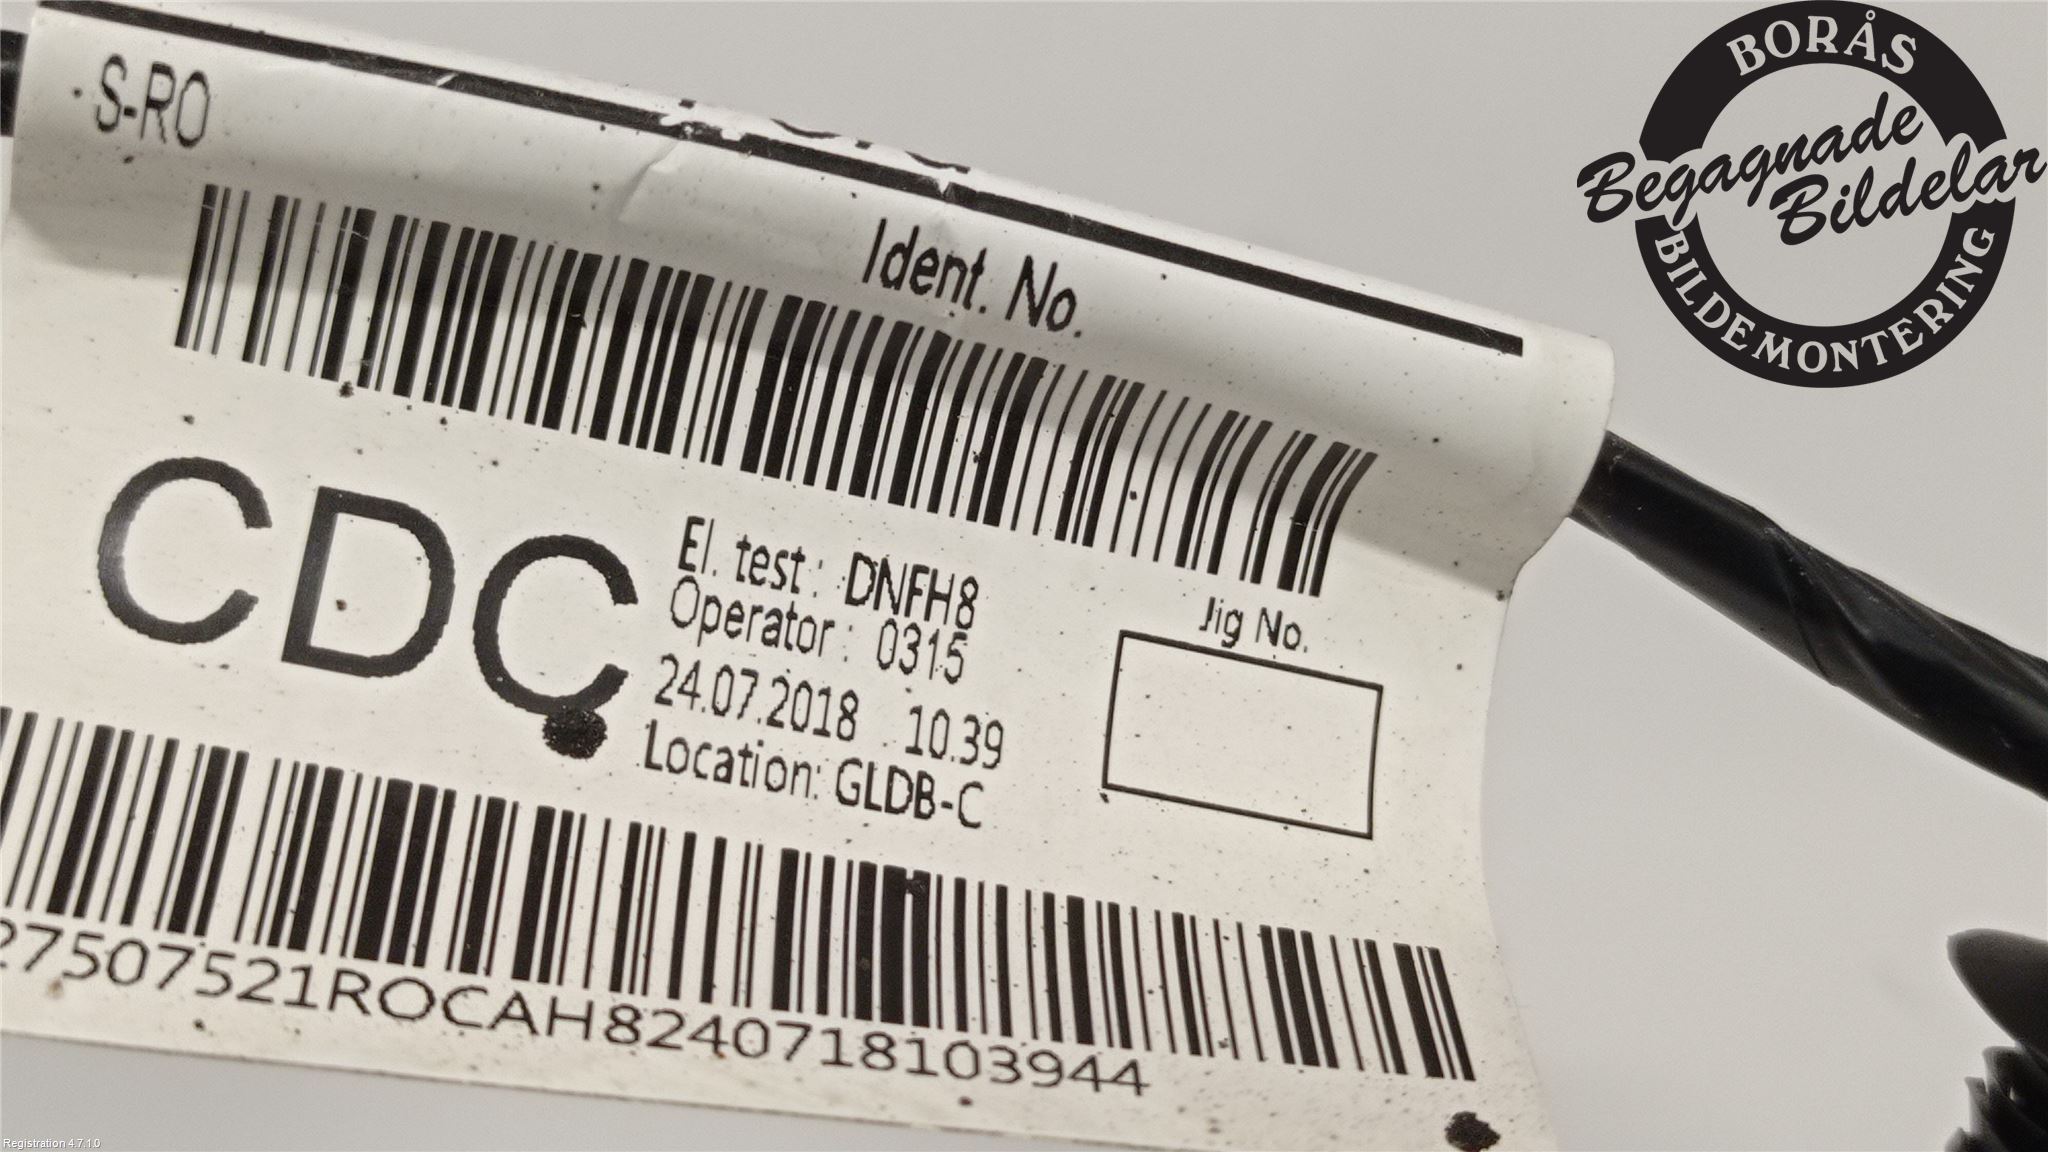 S-RO
Ident. No.
CDC
El. test : DNFH8
Operator : 0315
24.07.2018 10.39
Location: GLDB-C
Jig No.
27507521ROCAH8240718103944
BORÅS
Begagnade
Bildelar
BILDEMONTERING
Registration 4.7.1.0